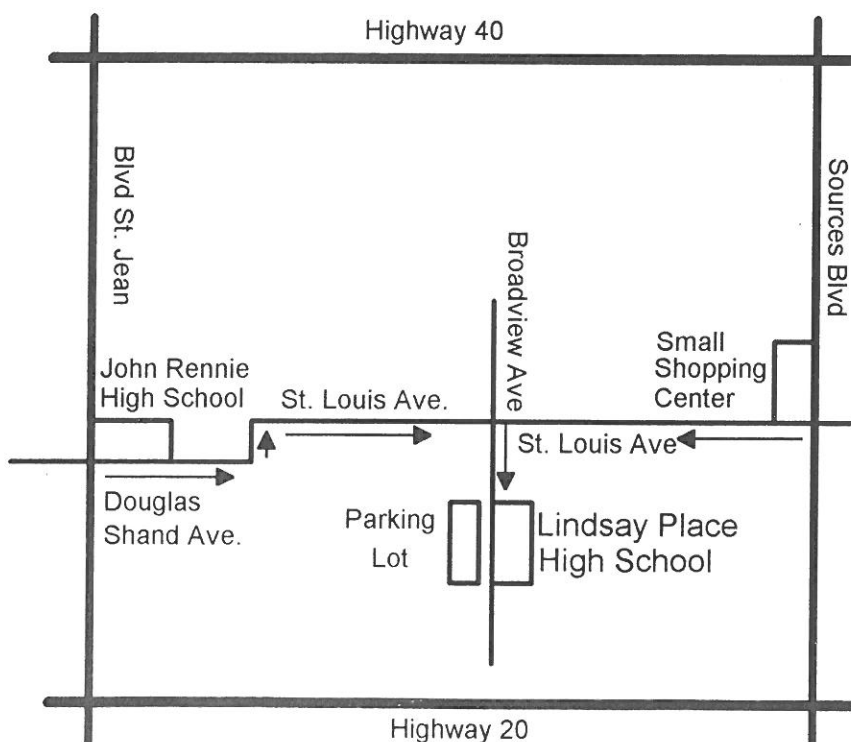 Highway 40
Blvd St. Jean
Sources Blvd
Broadview Ave
Small
Shopping
Center
John Rennie
High School
St. Louis Ave.
St. Louis Ave
Douglas
Shand Ave.
Parking
Lot
Lindsay Place
High School
Highway 20